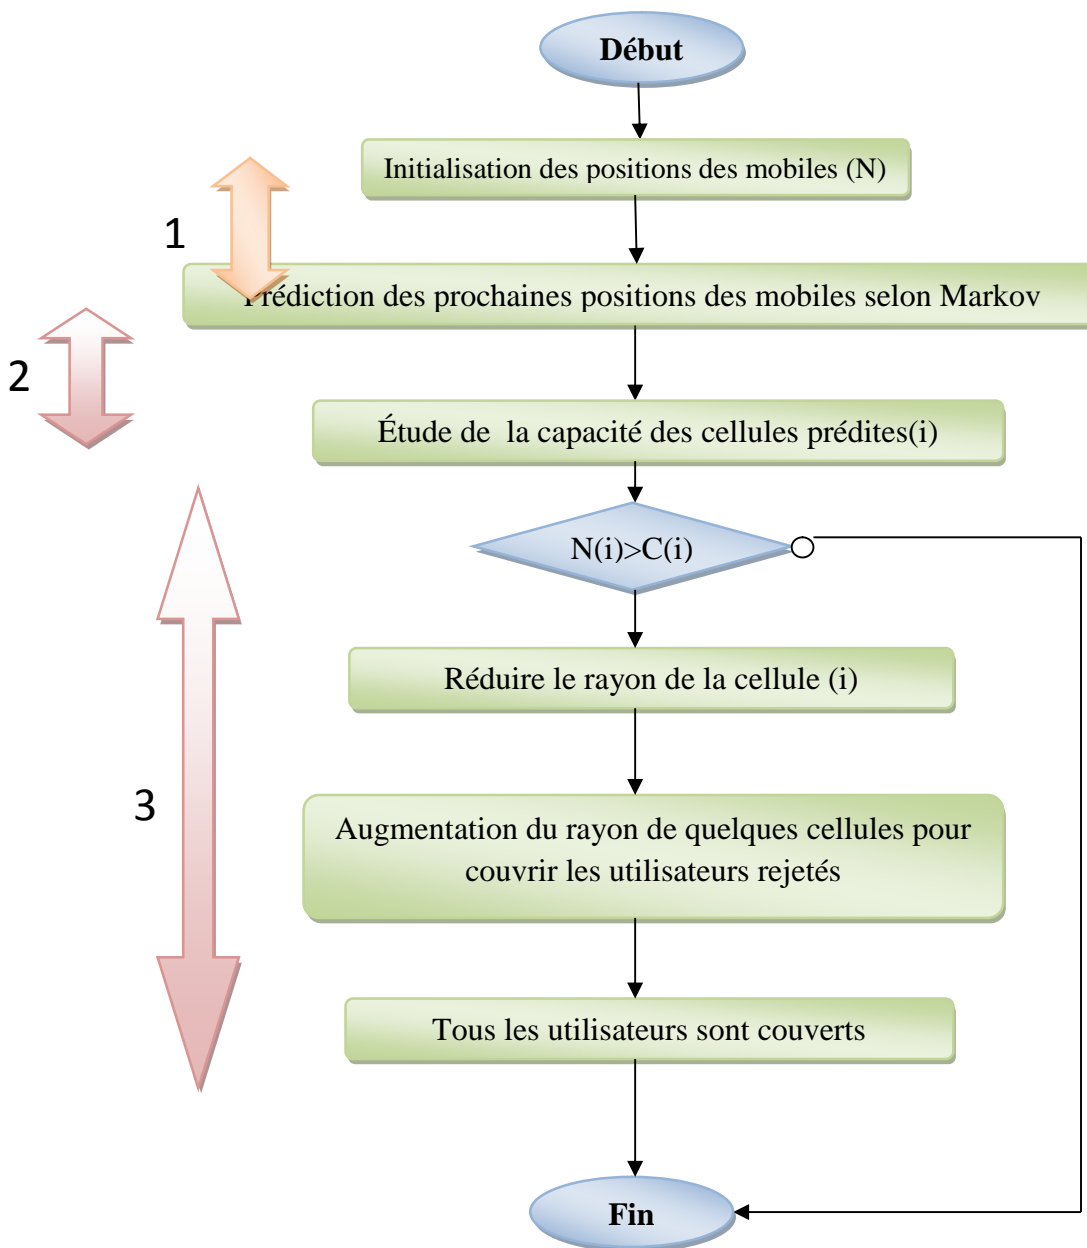 Début
Initialisation des positions des mobiles (N)
1
Prédiction des prochaines positions des mobiles selon Markov
2
Étude de  la capacité des cellules prédites(i)
N(i)>C(i)
Réduire le rayon de la cellule (i)
3
Augmentation du rayon de quelques cellules pour
couvrir les utilisateurs rejetés
Tous les utilisateurs sont couverts
Fin